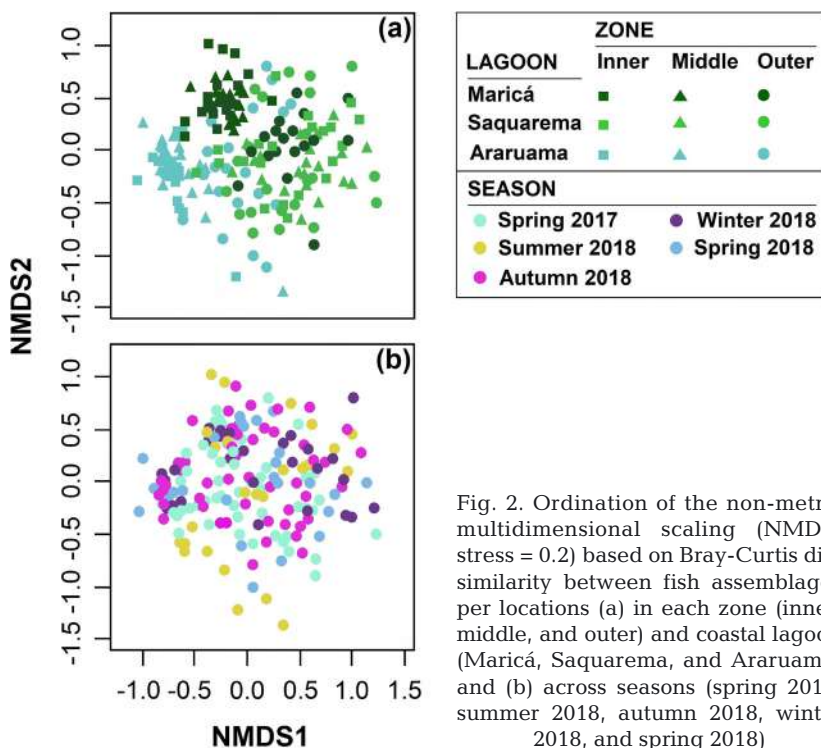 (a)
1.0
0.5
0.0
-0.5
-1.0
-1.5
NMDS2
(b)
1.0
0.5
0.0
-0.5
-1.0
-1.5
-1.0 -0.5 0.0 0.5 1.0 1.5
NMDS1
ZONE
LAGOON Inner Middle Outer
Maricá
Saquarema
Araruama
SEASON
Spring 2017 Winter 2018
Summer 2018 Spring 2018
Autumn 2018
Fig. 2. Ordination of the non-metr
multidimensional scaling (NMD
stress = 0.2) based on Bray-Curtis di
similarity between fish assemblag
per locations (a) in each zone (inne
middle, and outer) and coastal lagoo
(Maricá, Saquarema, and Araruam
and (b) across seasons (spring 201
summer 2018, autumn 2018, wint
2018, and spring 2018)